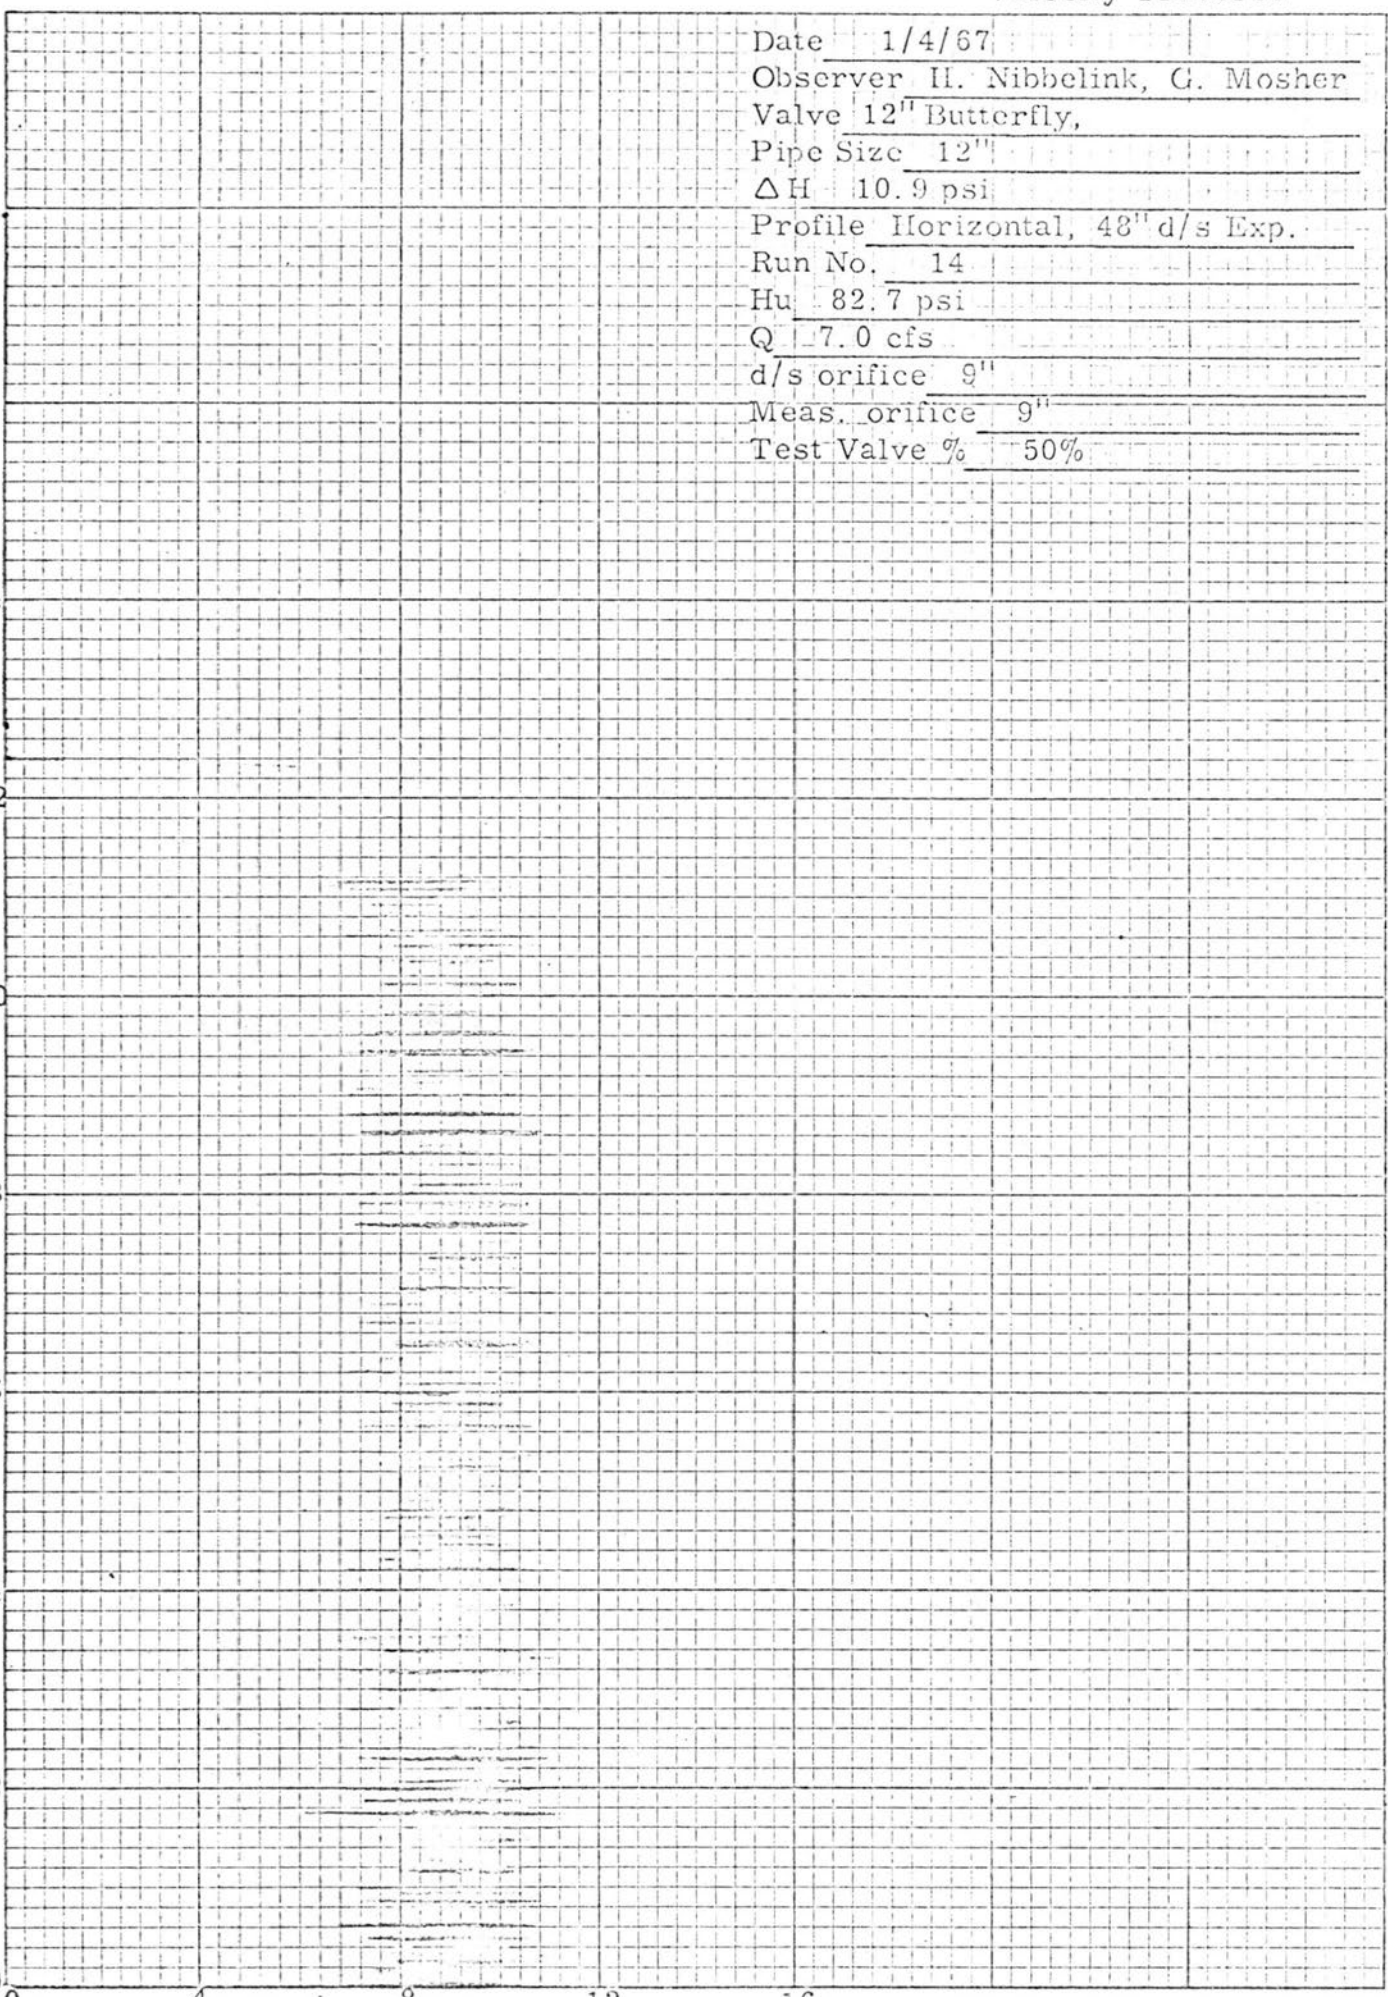 Date 1/4/67
Observer H. Nibbelink, G. Mosher
Valve 12" Butterfly,
Pipe Size 12"
△H 10.9 psi
Profile Horizontal, 48" d/s Exp.
Run No. 14
Hu 82.7 psi
Q 7.0 cfs
d/s orifice 9"
Meas. orifice 9"
Test Valve % 50%
0 4 8 12 16